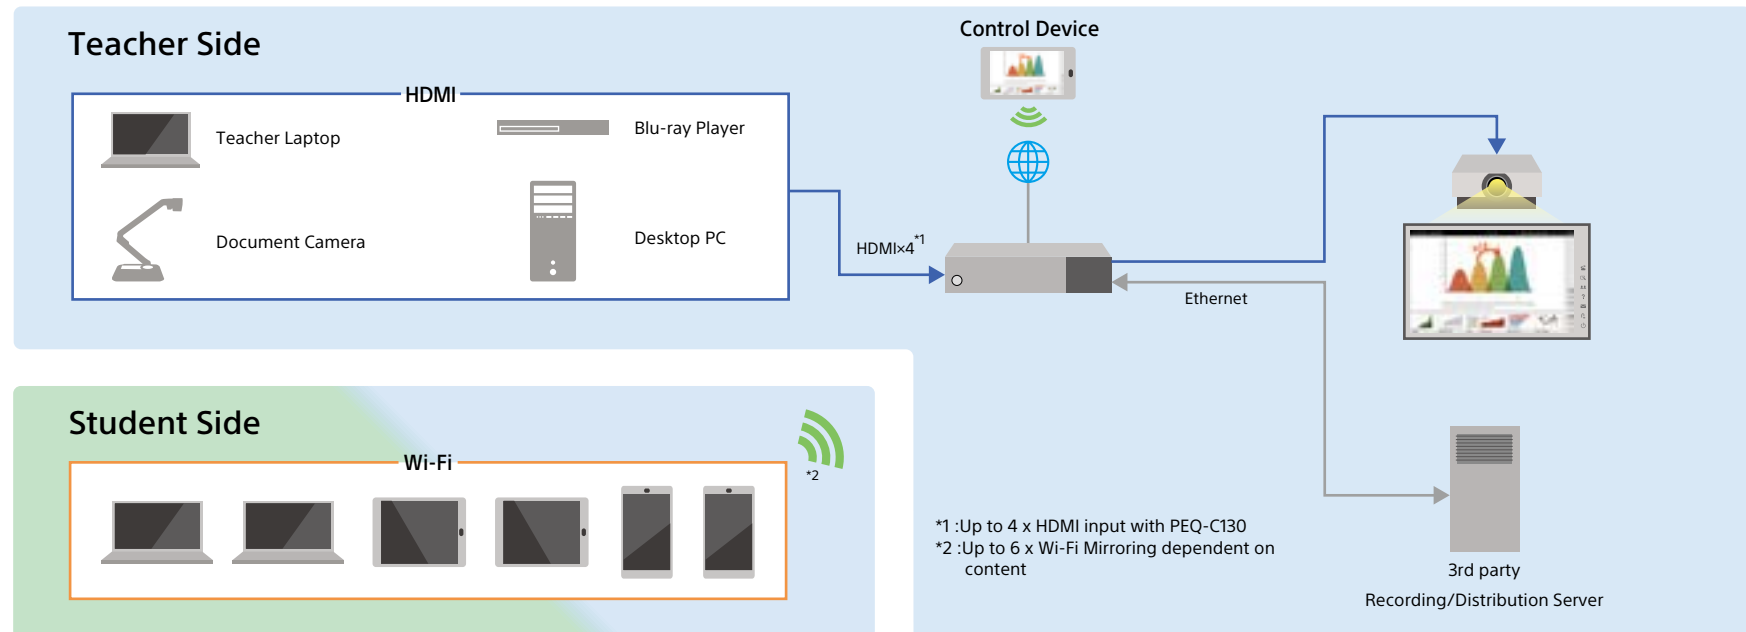 Teacher Side
Control Device
HDMI
Teacher Laptop
Blu-ray Player
Document Camera
Desktop PC
HDMI×4*1
Ethernet
Student Side
Wi-Fi
*2
*1 :Up to 4 x HDMI input with PEQ-C130
*2 :Up to 6 x Wi-Fi Mirroring dependent on
content
3rd party
Recording/Distribution Server